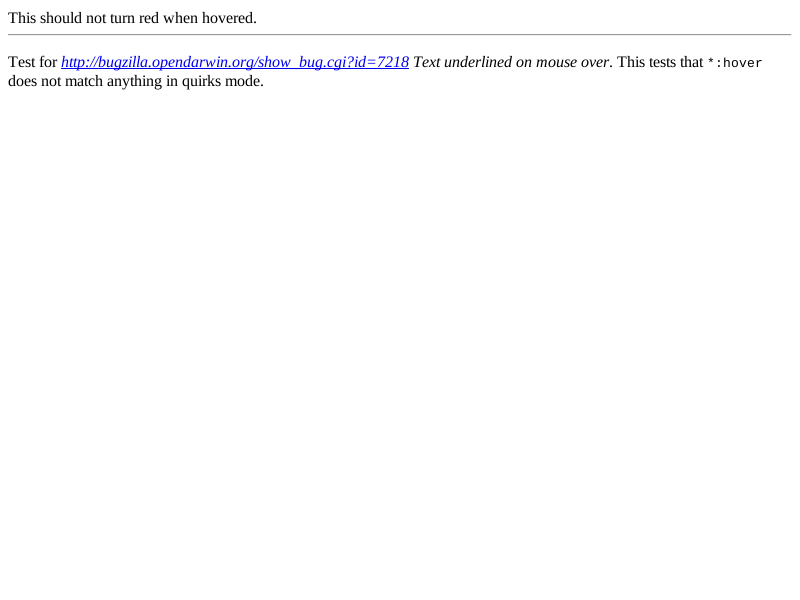 This should not turn red when hovered.
Test for http://bugzilla.opendarwin.org/show_bug.cgi?id=7218 Text underlined on mouse over. This tests that *:hover
does not match anything in quirks mode.